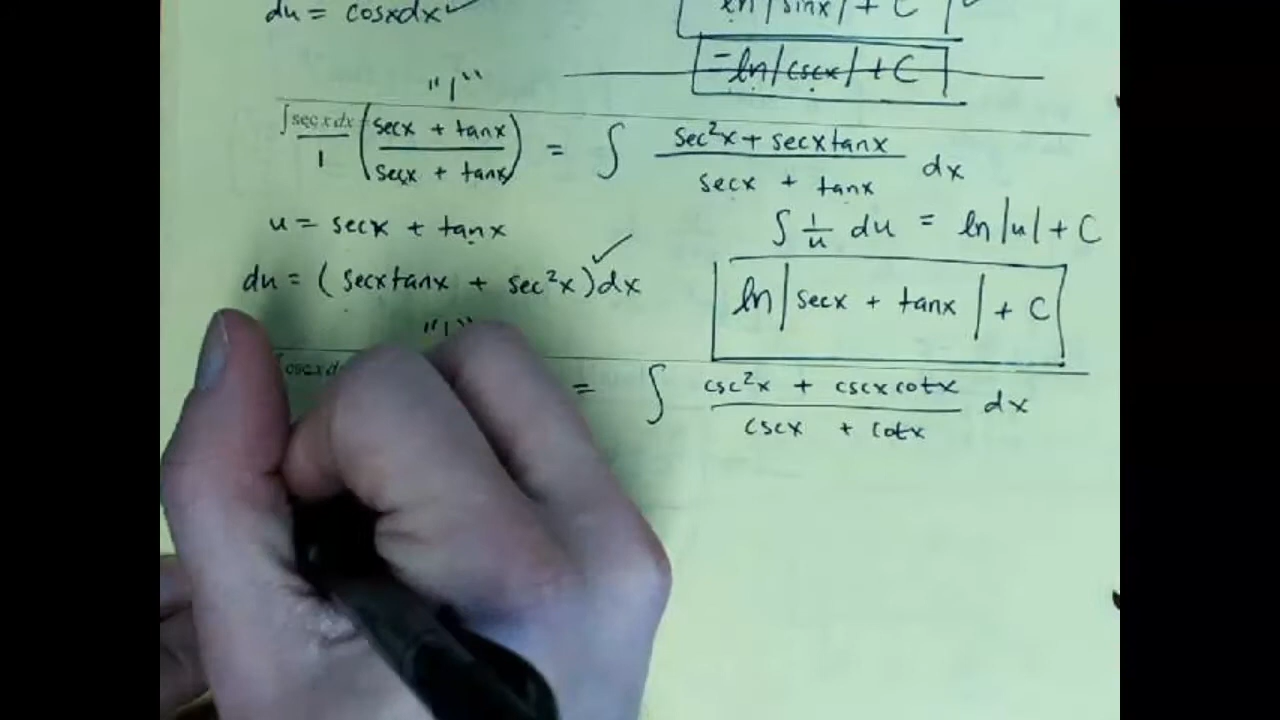 du = cosxdx ✓
ln|sinx| + C
-ln|cscx| + C
"1"
∫sec x dx / 1 (secx + tanx / secx + tanx) = ∫ sec²x + secxtanx / secx + tanx dx
u = secx + tanx
∫ 1/u du = ln|u| + C
du = (secxtanx + sec²x)dx ✓
ln|secx + tanx| + C
"1"
= ∫ csc²x + cscxcotx / cscx + cotx dx